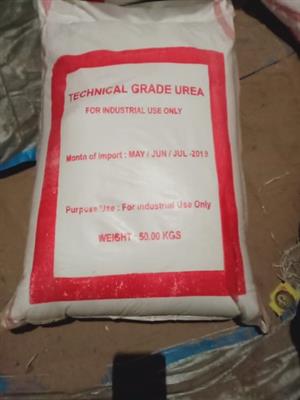 TECHNICAL GRADE UREA
FOR INDUSTRIAL USE ONLY
Month of Import : MAY / JUN / JUL -2019
Purpose Use : For Industrial Use Only
WEIGHT : 50.00 KGS